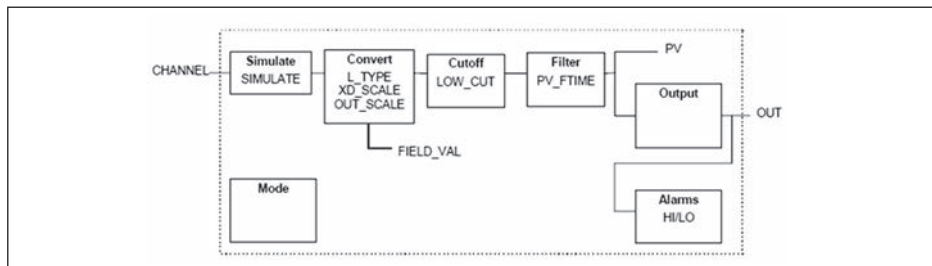 CHANNEL
Simulate
SIMULATE
Convert
L_TYPE
XD_SCALE
OUT_SCALE
Cutoff
LOW_CUT
Filter
PV_FTIME
PV
Output
OUT
FIELD_VAL
Mode
Alarms
HI/LO